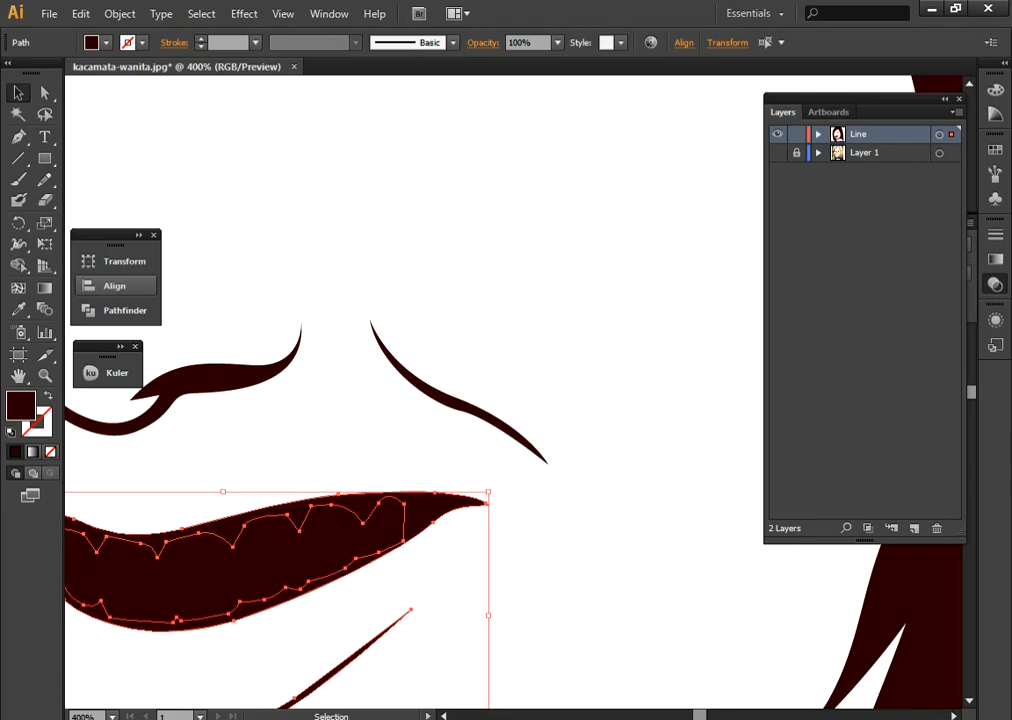 Ai File Edit Object Type Select Effect View Window Help Br Essentials
Path Stroke: Basic Opacity: 100% Style: Align Transform
kacamata-wanita.jpg* @ 400% (RGB/Preview) ×
Layers Artboards
Line
Layer 1
Transform
Align
Pathfinder
ku Kuler
2 Layers
400% 1 Selection